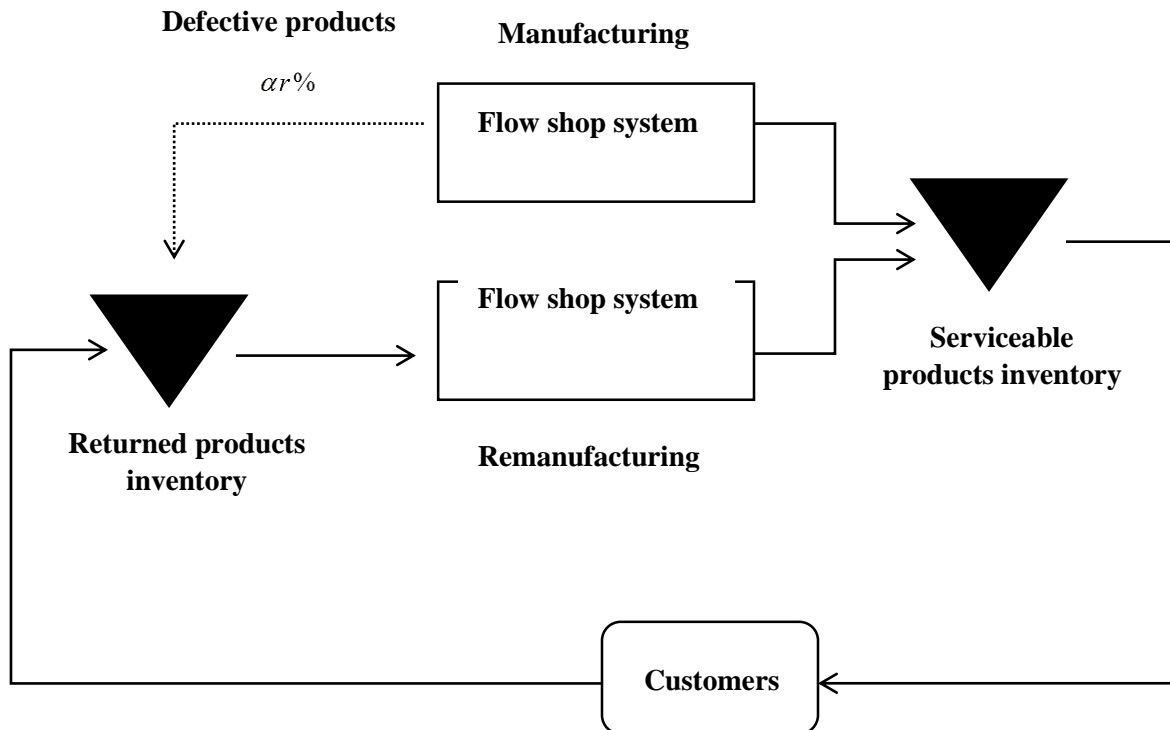 Defective products
Manufacturing
αr%
Flow shop system
Flow shop system
Serviceable
products inventory
Returned products
inventory
Remanufacturing
Customers